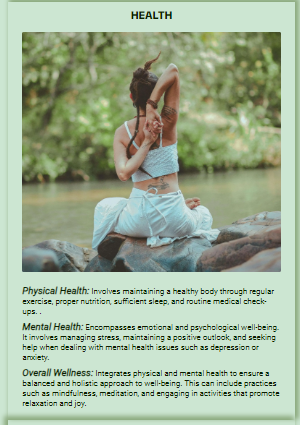 HEALTH
Physical Health: Involves maintaining a healthy body through regular
exercise, proper nutrition, sufficient sleep, and routine medical check-
ups. .
Mental Health: Encompasses emotional and psychological well-being.
It involves managing stress, maintaining a positive outlook, and seeking
help when dealing with mental health issues such as depression or
anxiety.
Overall Wellness: Integrates physical and mental health to ensure a
balanced and holistic approach to well-being. This can include practices
such as mindfulness, meditation, and engaging in activities that promote
relaxation and joy.